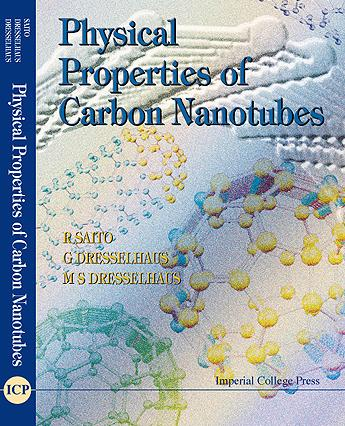 SAITO
DRESSELHAUS
DRESSELHAUS
Physical Properties of Carbon Nanotubes
ICP
Physical
Properties of
Carbon Nanotubes
R SAITO
G DRESSELHAUS
M S DRESSELHAUS
Imperial College Press